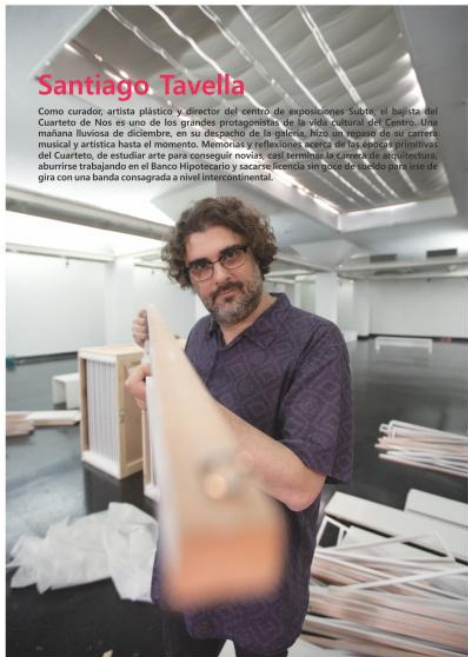 Santiago Tavella
Como curador, artista plástico y director del centro de exposiciones Subte, el bajista del
Cuarteto de Nos es uno de los grandes protagonistas de la vida cultural del Centro. Una
mañana lluviosa de diciembre, en su despacho de la galería, hizo un repaso de su carrera
musical y artística hasta el momento. Memorias y reflexiones acerca de las épocas primitivas
del Cuarteto, de estudiar arte para conseguir novias, casi terminar la carrera de arquitectura,
aburrirse trabajando en el Banco Hipotecario y sacarse licencia sin goce de sueldo para irse de
gira con una banda consagrada a nivel intercontinental.